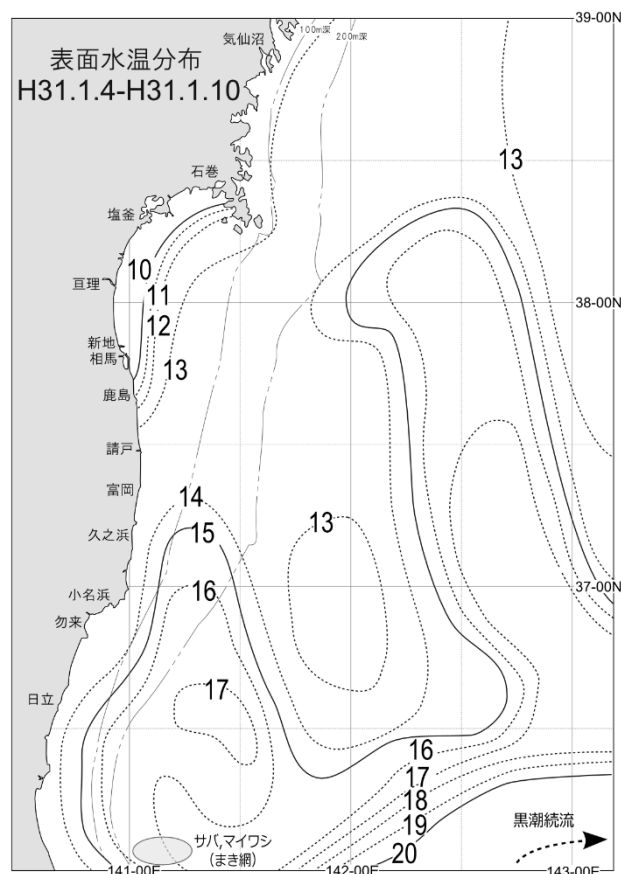 39-00N
気仙沼
100m深
200m深
表面水温分布
H31.1.4-H31.1.10
13
石巻
塩釜
10
亘理
11
38-00N
12
新地
相馬
13
鹿島
請戸
富岡
14
13
久之浜
15
小名浜
16
37-00N
勿来
日立
17
16
17
18
サバ,マイワシ
(まき網)
19
黒潮続流
20
141-00E
142-00E
143-00E